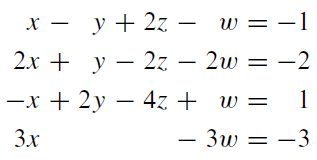 x − y + 2z − w = −1
2x + y − 2z − 2w = −2
−x + 2y − 4z + w = 1
3x − 3w = −3